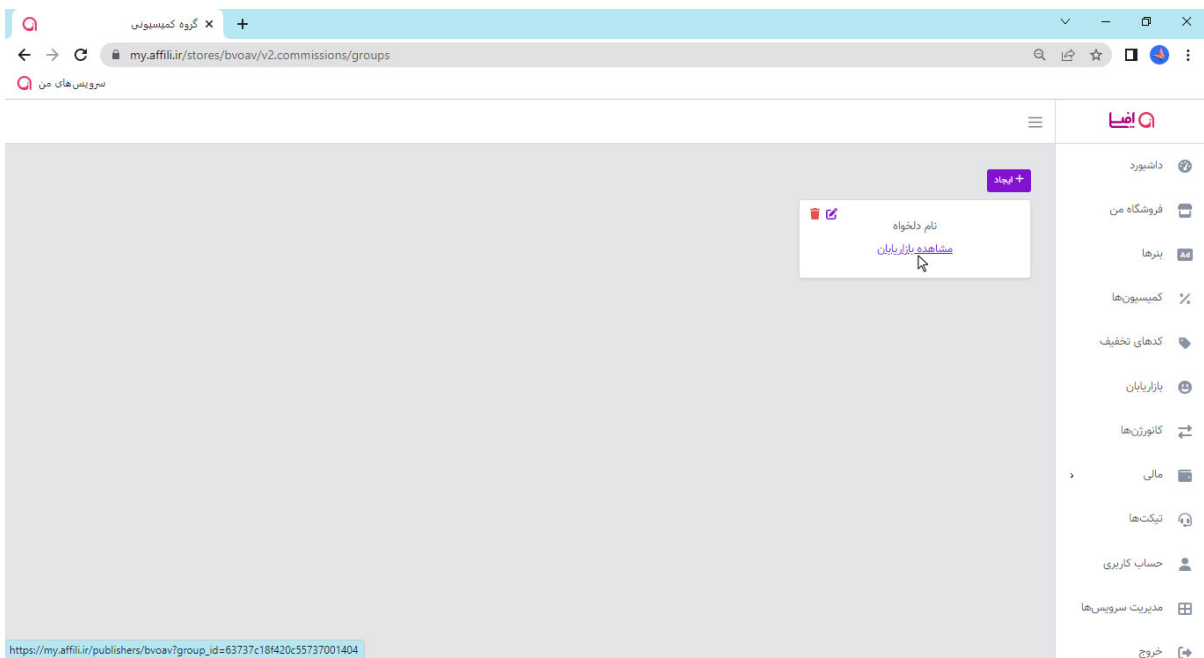 گروه کمیسیونی
my.affili.ir/stores/bvoav/v2.commissions/groups
سرویس‌های من
افیلی
داشبورد
فروشگاه من
Ad
بنرها
کمیسیون‌ها
کدهای تخفیف
بازاریابان
کانورژن‌ها
مالی
تیکت‌ها
حساب کاربری
مدیریت سرویس‌ها
خروج
+ ایجاد
نام دلخواه
مشاهده بازاریابان
https://my.affili.ir/publishers/bvoav?group_id=63737c18f420c55737001404